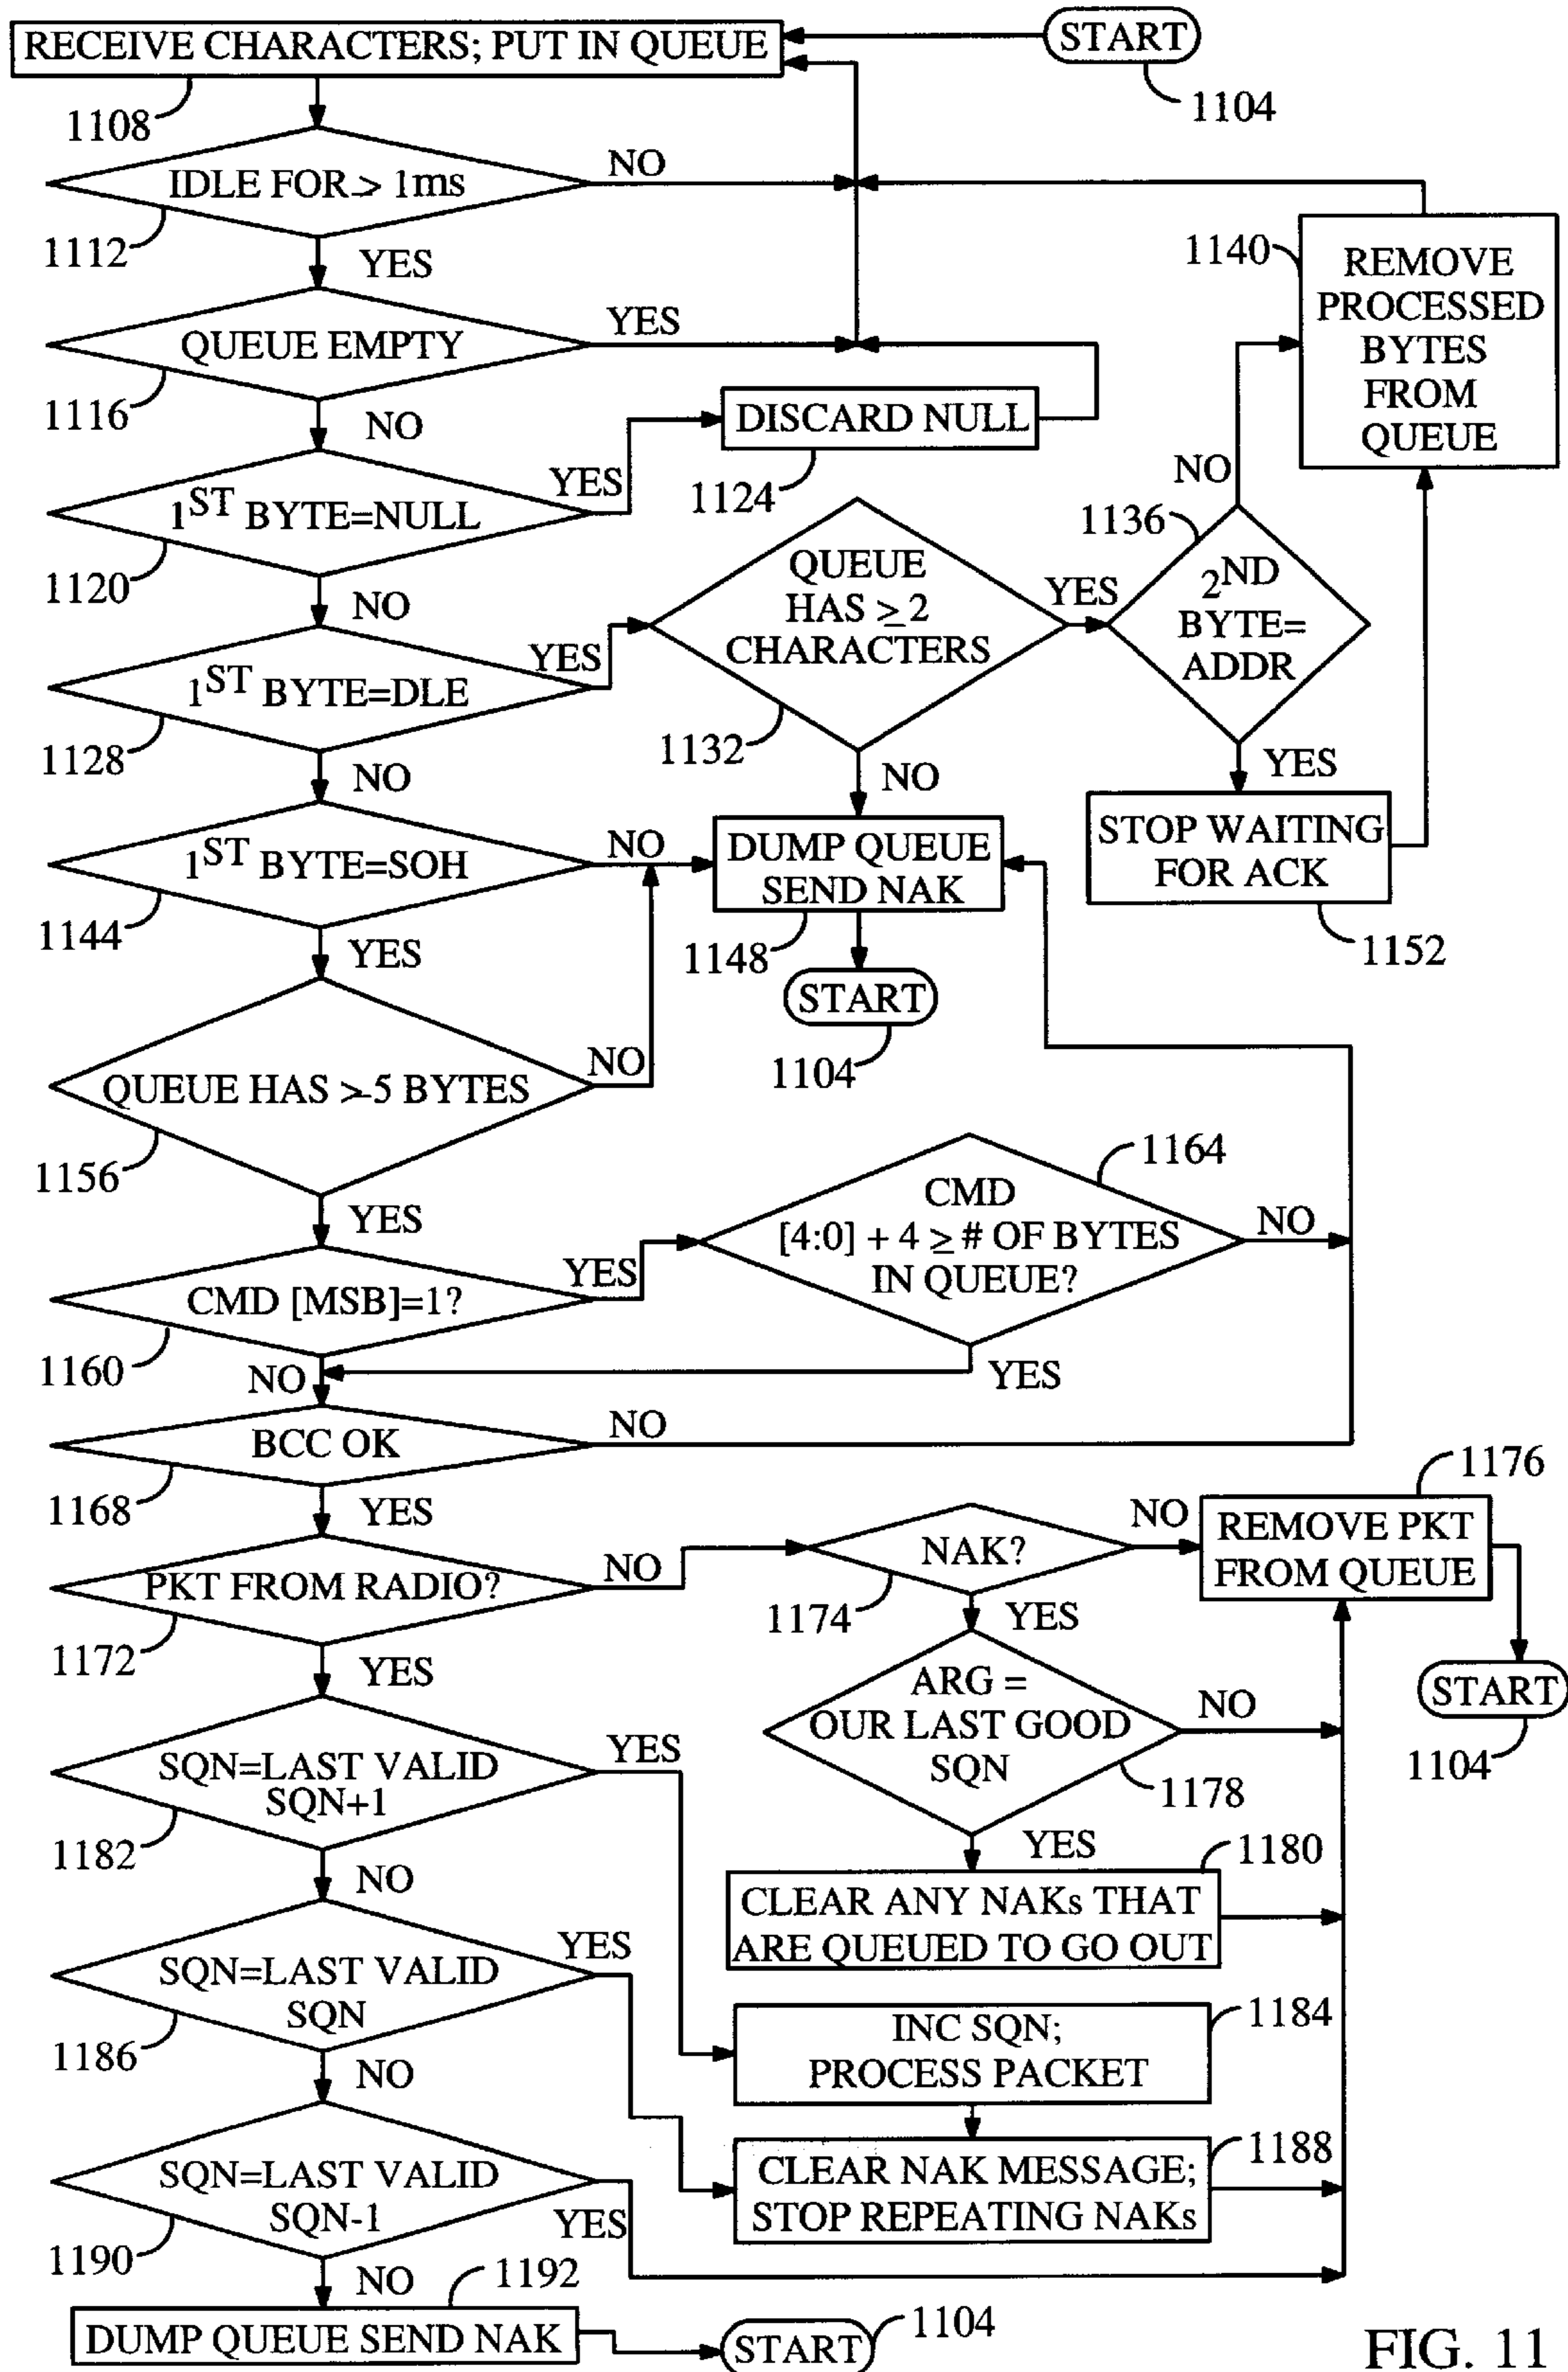 RECEIVE CHARACTERS; PUT IN QUEUE
START
1108
1104
IDLE FOR > 1ms
NO
1112
YES
1140
REMOVE
PROCESSED
BYTES
FROM
QUEUE
QUEUE EMPTY
YES
1116
NO
DISCARD NULL
1124
1ST BYTE=NULL
YES
1120
NO
QUEUE
HAS ≥ 2
CHARACTERS
YES
1132
NO
1136
2ND
BYTE=
ADDR
NO
YES
1ST BYTE=DLE
YES
1128
NO
STOP WAITING
FOR ACK
1152
1ST BYTE=SOH
NO
1144
YES
DUMP QUEUE
SEND NAK
1148
START
1104
QUEUE HAS >-5 BYTES
NO
1156
YES
1164
CMD
[4:0] + 4 ≥ # OF BYTES
IN QUEUE?
NO
YES
CMD [MSB]=1?
YES
1160
NO
BCC OK
NO
1168
YES
1176
REMOVE PKT
FROM QUEUE
START
1104
PKT FROM RADIO?
NO
1172
YES
NAK?
NO
1174
YES
ARG =
OUR LAST GOOD
SQN
NO
1178
YES
1180
CLEAR ANY NAKs THAT
ARE QUEUED TO GO OUT
SQN=LAST VALID
SQN+1
YES
1182
NO
SQN=LAST VALID
SQN
YES
1186
NO
INC SQN;
PROCESS PACKET
1184
CLEAR NAK MESSAGE;
STOP REPEATING NAKs
1188
SQN=LAST VALID
SQN-1
YES
1190
NO
1192
DUMP QUEUE SEND NAK
START
1104
FIG. 11